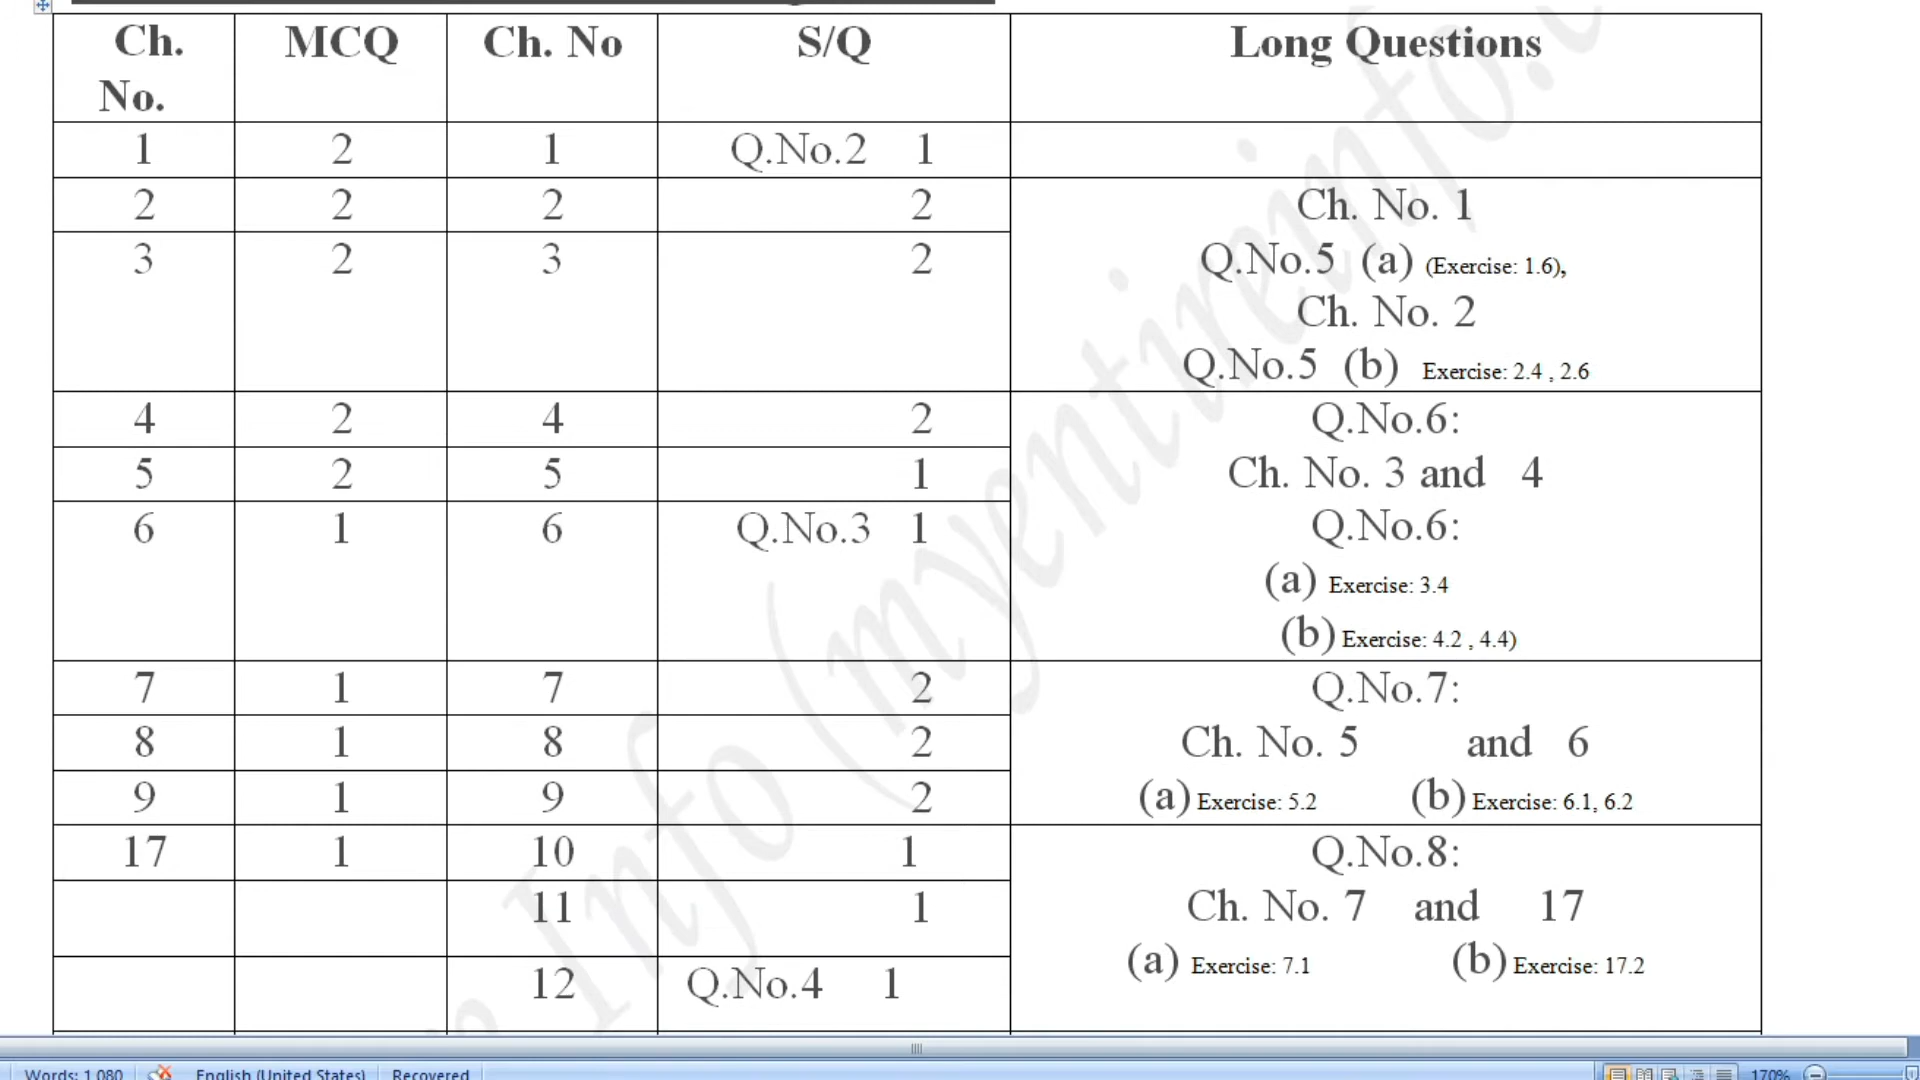 Ch. No. MCQ Ch. No S/Q Long Questions
1 2 1 Q.No.2 1
2 2 2 2 Ch. No. 1
3 2 3 2 Q.No.5 (a) (Exercise: 1.6),
Ch. No. 2
Q.No.5 (b) Exercise: 2.4 , 2.6
4 2 4 2 Q.No.6:
5 2 5 1 Ch. No. 3 and 4
6 1 6 Q.No.3 1 Q.No.6:
(a) Exercise: 3.4
(b) Exercise: 4.2 , 4.4)
7 1 7 2 Q.No.7:
8 1 8 2 Ch. No. 5 and 6
9 1 9 2 (a) Exercise: 5.2 (b) Exercise: 6.1, 6.2
17 1 10 1 Q.No.8:
11 1 Ch. No. 7 and 17
(a) Exercise: 7.1 (b) Exercise: 17.2
12 Q.No.4 1
Info (myentireinfo.
Words: 1,080 English (United States) Recovered 170%